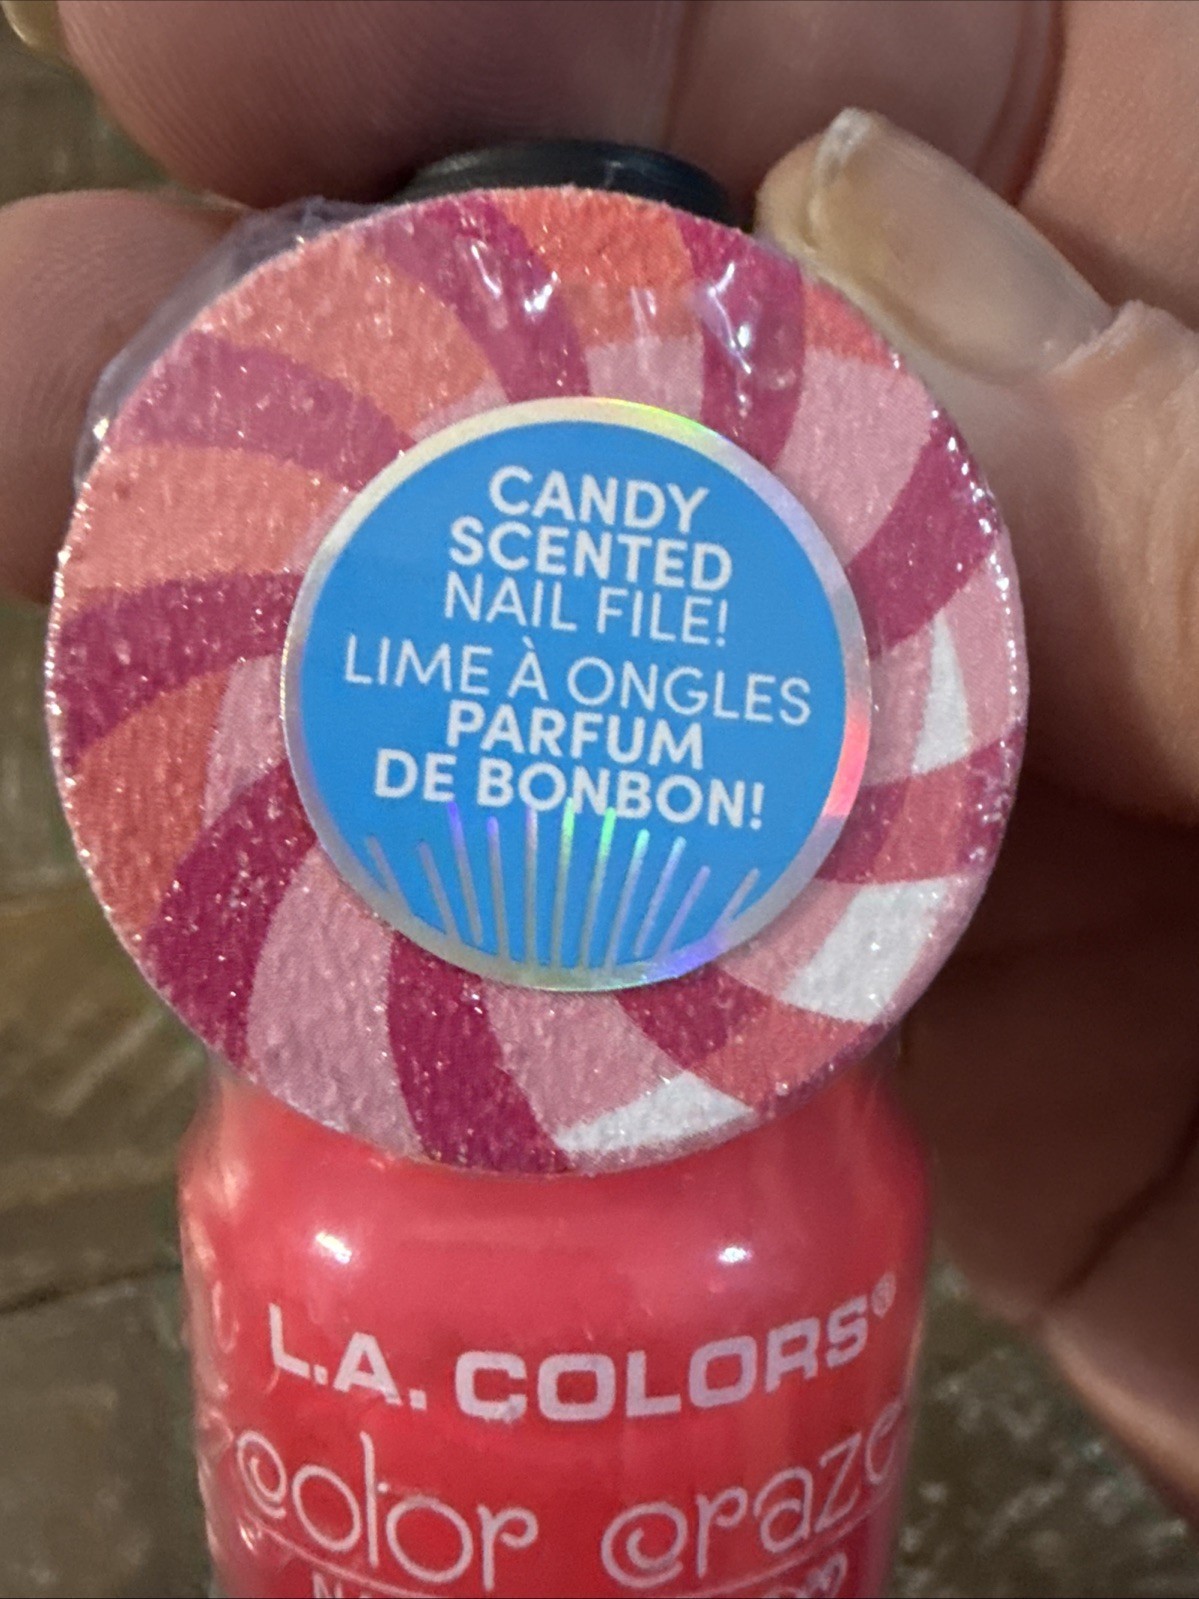 CANDY
SCENTED
NAIL FILE!
LIME À ONGLES
PARFUM
DE BONBON!
L.A. COLORS®
color craze